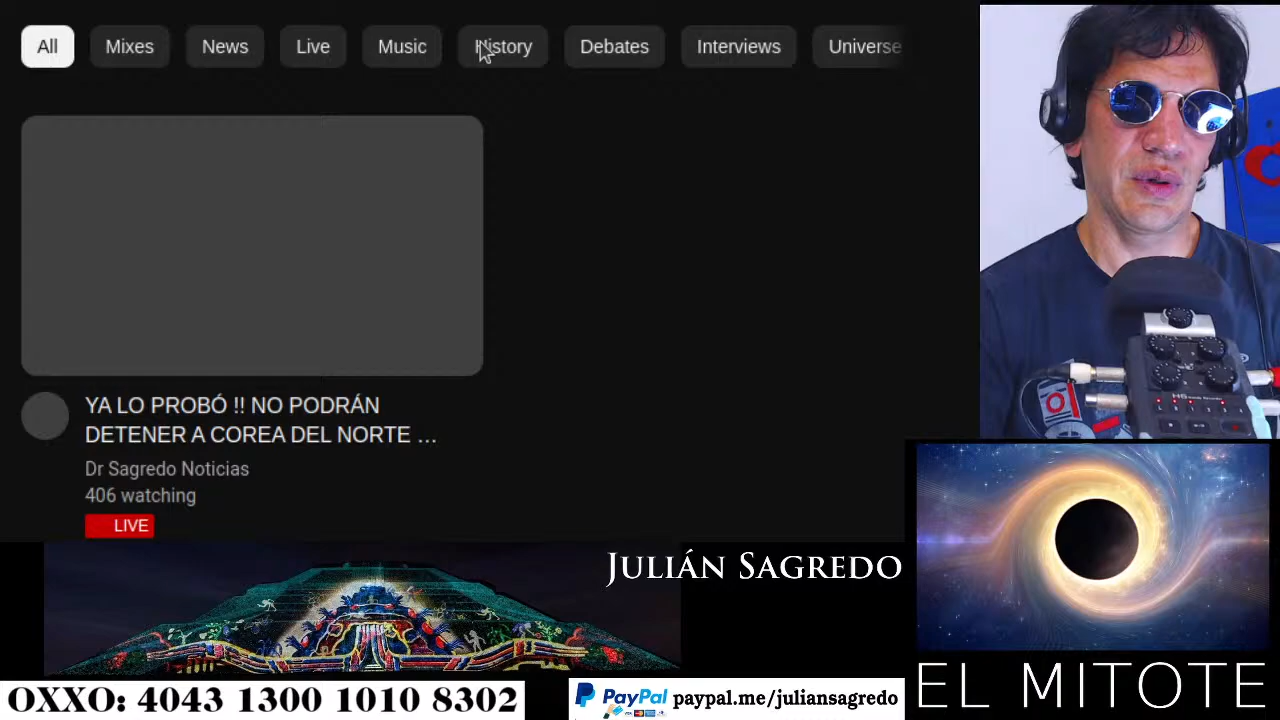 All
Mixes
News
Live
Music
History
Debates
Interviews
Universe
YA LO PROBÓ !! NO PODRÁN
DETENER A COREA DEL NORTE ...
Dr Sagredo Noticias
406 watching
LIVE
JULIÁN SAGREDO
OXXO: 4043 1300 1010 8302
PayPal paypal.me/juliansagredo
EL MITOTE